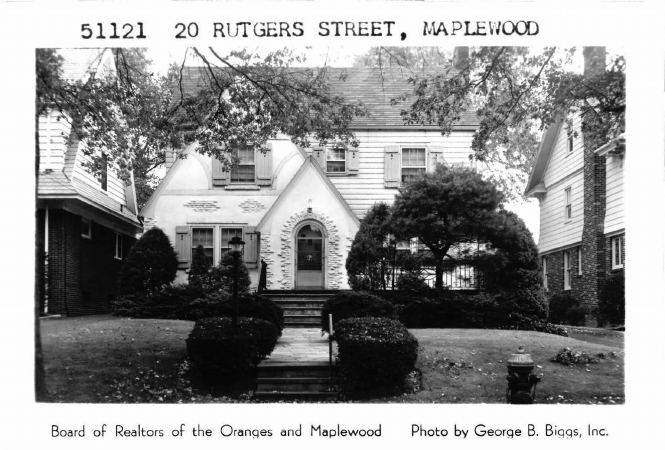 51121 20 RUTGERS STREET, MAPLEWOOD
Board of Realtors of the Oranges and Maplewood Photo by George B. Biggs, Inc.